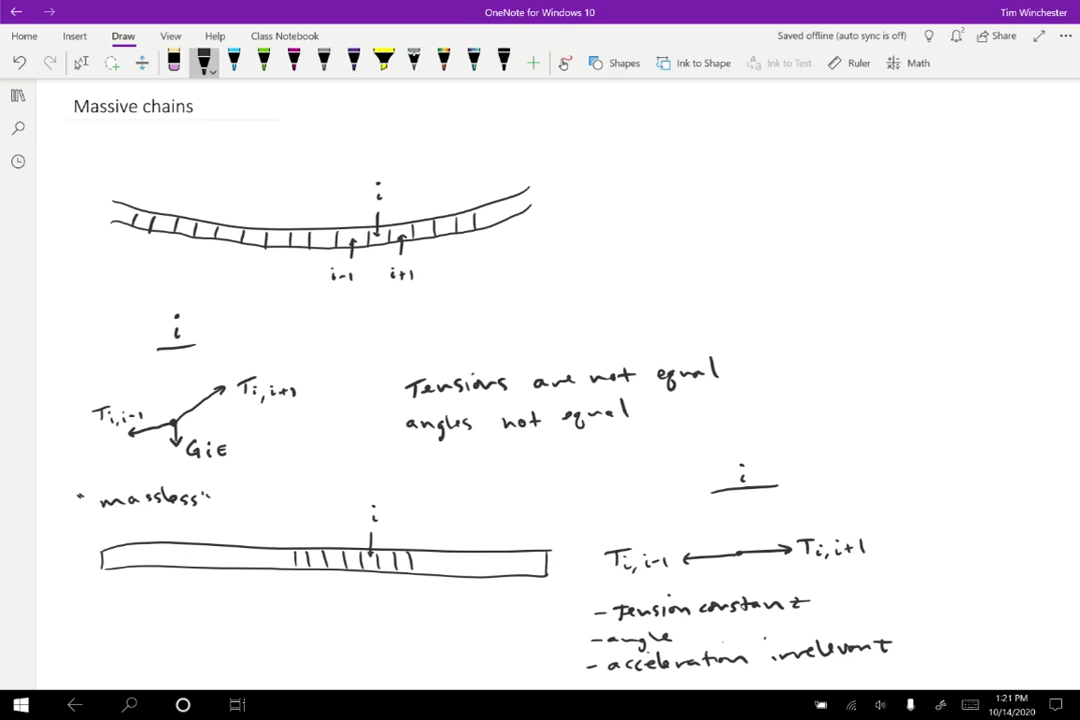 OneNote for Windows 10
Tim Winchester
Home Insert Draw View Help Class Notebook
Saved offline (auto sync is off)
Share
Shapes Ink to Shape Ink to Text Ruler Math
Massive chains
i
i-1 i+1
i
Ti,i+1
Ti,i-1
GiE
Tensions are not equal
angles not equal
"massless"
i
i
Ti,i-1 Ti,i+1
- Tension constant
- angle
- acceleration irrelevant
1:21 PM
10/14/2020